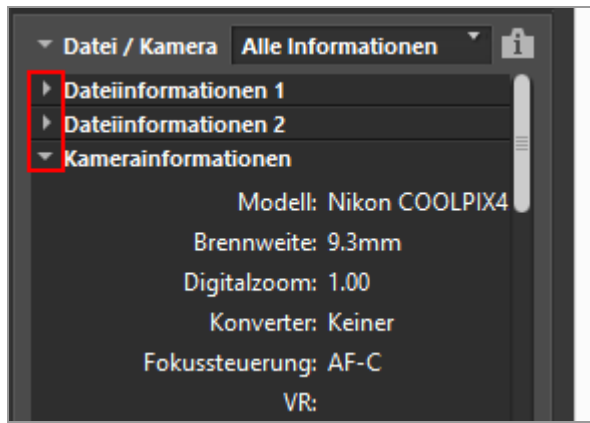 Datei / Kamera Alle Informationen
Dateiinformationen 1
Dateiinformationen 2
Kamerainformationen
Modell: Nikon COOLPIX4
Brennweite: 9.3mm
Digitalzoom: 1.00
Konverter: Keiner
Fokussteuerung: AF-C
VR: